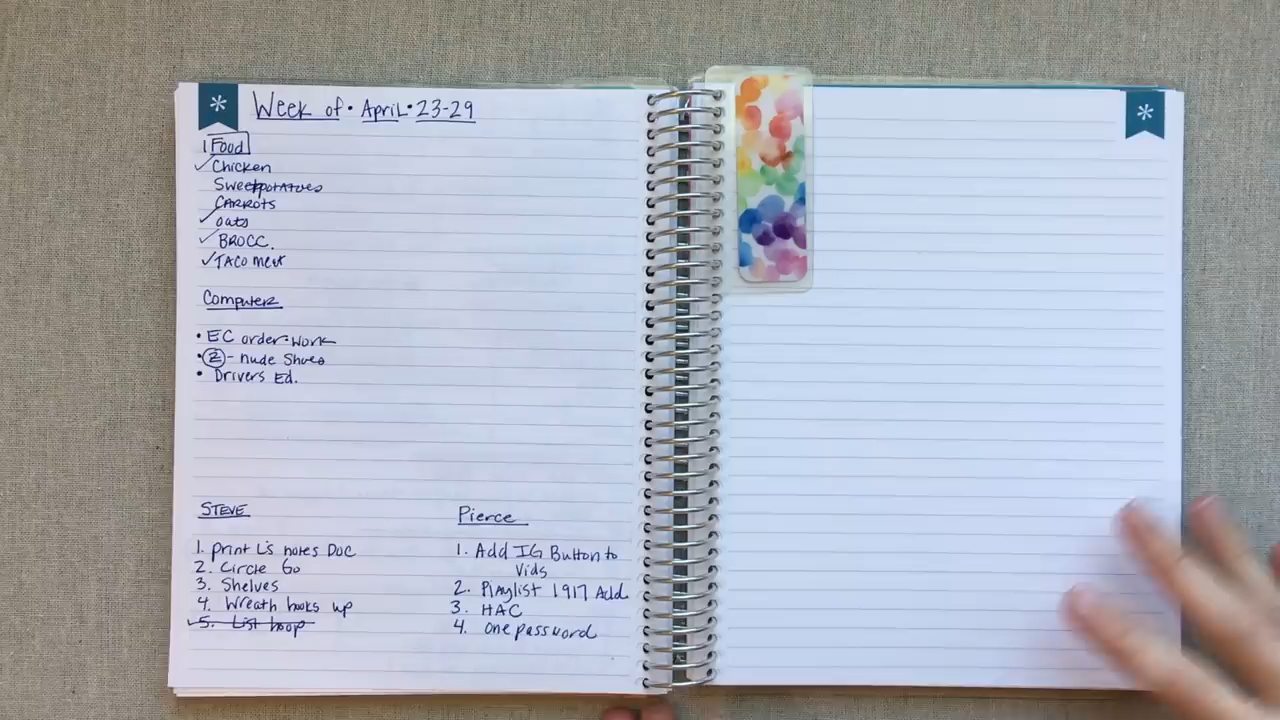 * Week of • April • 23-29 *
Food
✓ Chicken
Sweetpotatoes
CARROTS
✓ oats
✓ BROCC.
✓ TACO meat
Computer
• EC order-work
• 2 - nude shoes
• Drivers Ed.
STEVE
1. print L's notes Doc
2. Circle Go
3. Shelves
4. Wreath hooks up
✓ 5. List hoop
Pierce
1. Add IG Button to
Vids
2. Playlist 1917 Add
3. HAC
4. one password